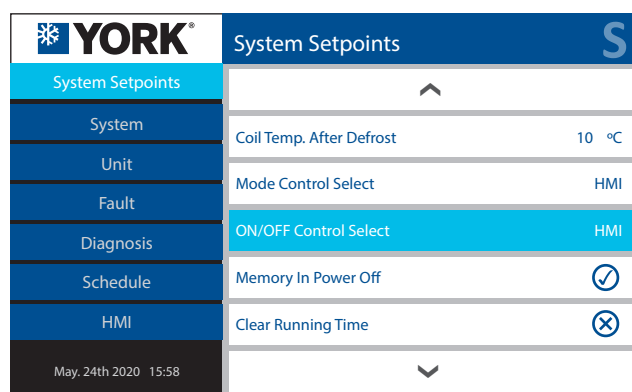 YORK®
System Setpoints
S
System Setpoints
System
Unit
Fault
Diagnosis
Schedule
HMI
May. 24th 2020 15:58
Coil Temp. After Defrost 10 ºC
Mode Control Select HMI
ON/OFF Control Select HMI
Memory In Power Off
Clear Running Time